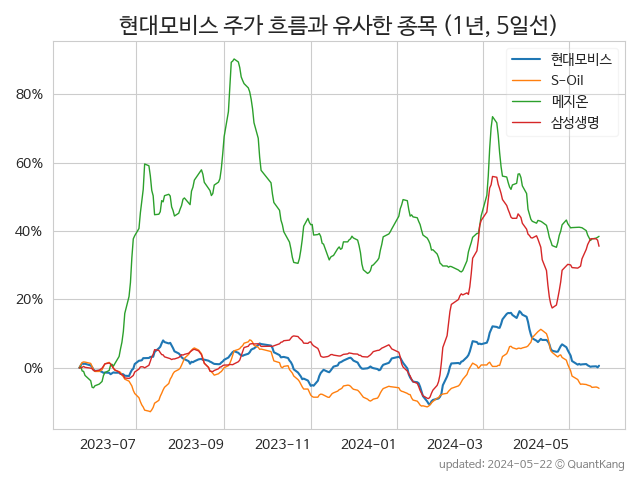 현대모비스 주가 흐름과 유사한 종목 (1년, 5일선)
현대모비스
S-Oil
메지온
삼성생명
80%
60%
40%
20%
0%
2023-07 2023-09 2023-11 2024-01 2024-03 2024-05
updated: 2024-05-22 © QuantKang